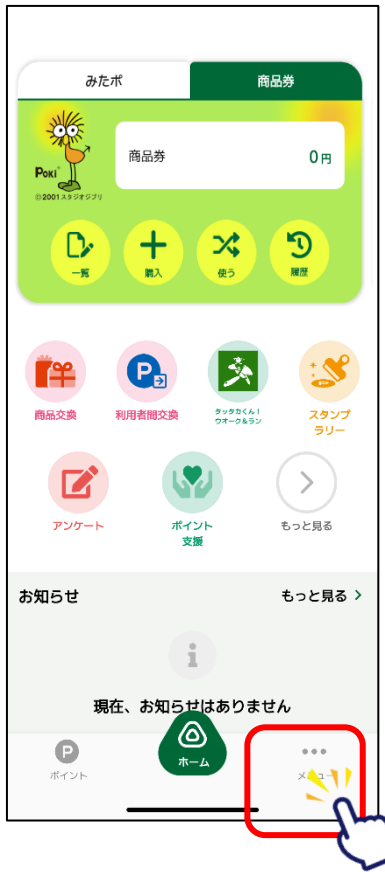 みたポ
商品券
Poki
©2001スタジオジブリ
商品券
0円
一覧
購入
使う
履歴
商品交換
利用者間交換
タッタカくん!
ウオーク&ラン
スタンプ
ラリー
アンケート
ポイント
支援
もっと見る
お知らせ
もっと見る
現在、お知らせはありません
ポイント
ホーム
メニュー